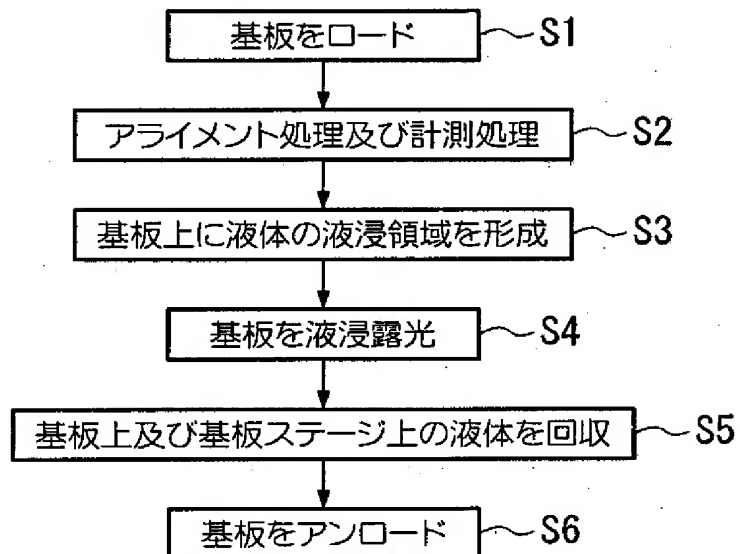 基板をロード S1
アライメント処理及び計測処理 S2
基板上に液体の液浸領域を形成 S3
基板を液浸露光 S4
基板上及び基板ステージ上の液体を回収 S5
基板をアンロード S6